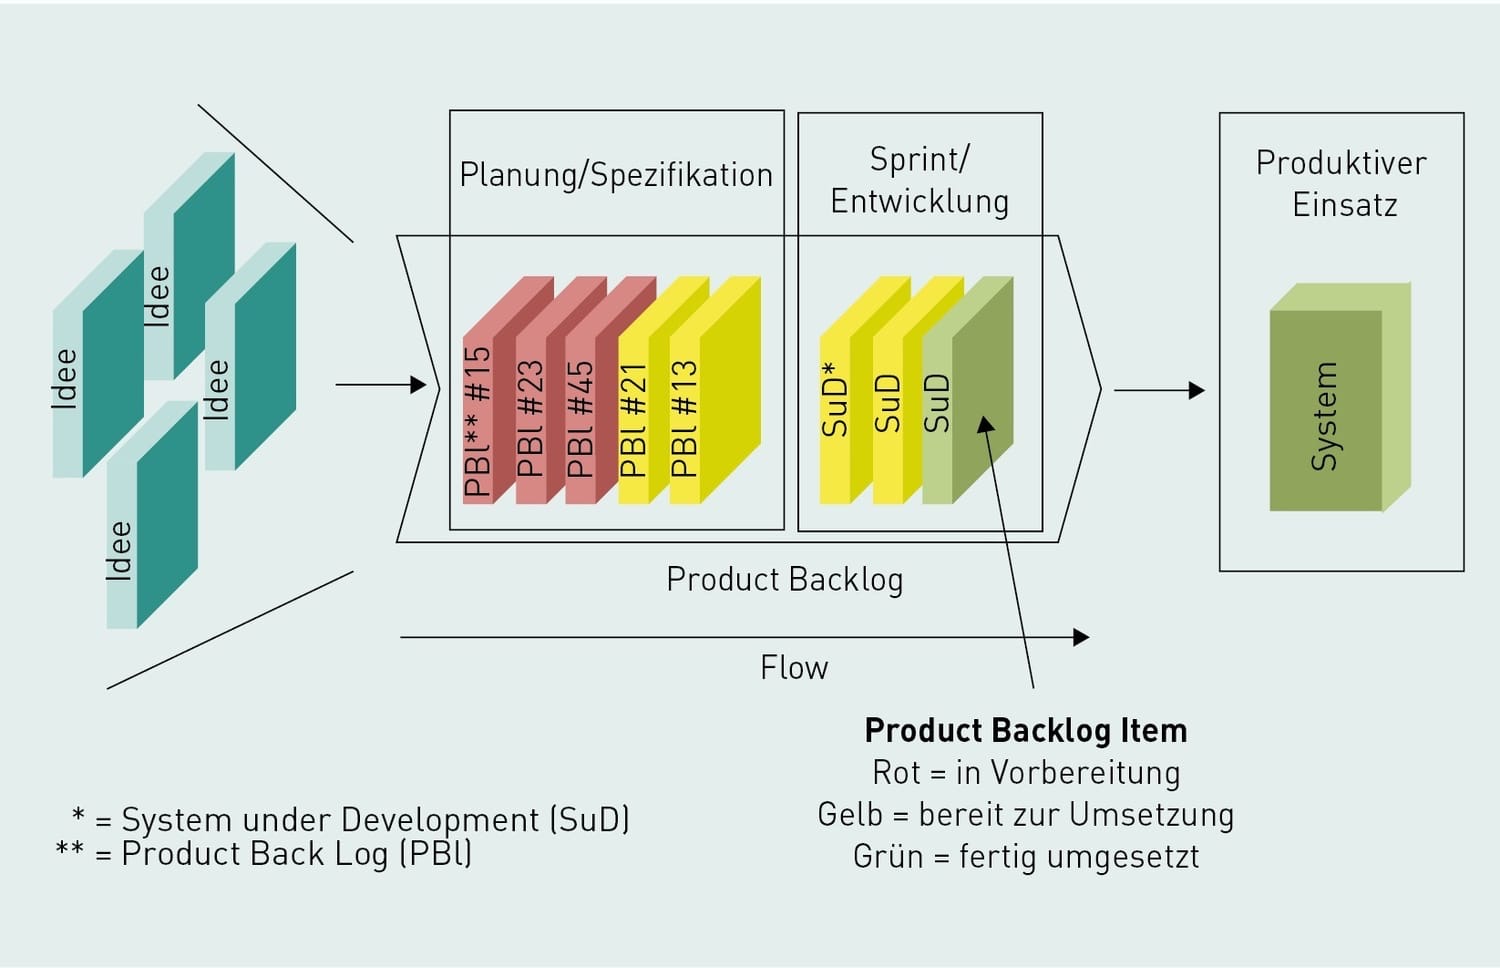 Planung/Spezifikation
Sprint/
Entwicklung
Produktiver
Einsatz
Idee
Idee
Idee
Idee
PBl** #15
PBl #23
PBl #45
PBl #21
PBl #13
SuD*
SuD
SuD
System
Product Backlog
Flow
Product Backlog Item
Rot = in Vorbereitung
Gelb = bereit zur Umsetzung
Grün = fertig umgesetzt
* = System under Development (SuD)
** = Product Back Log (PBl)